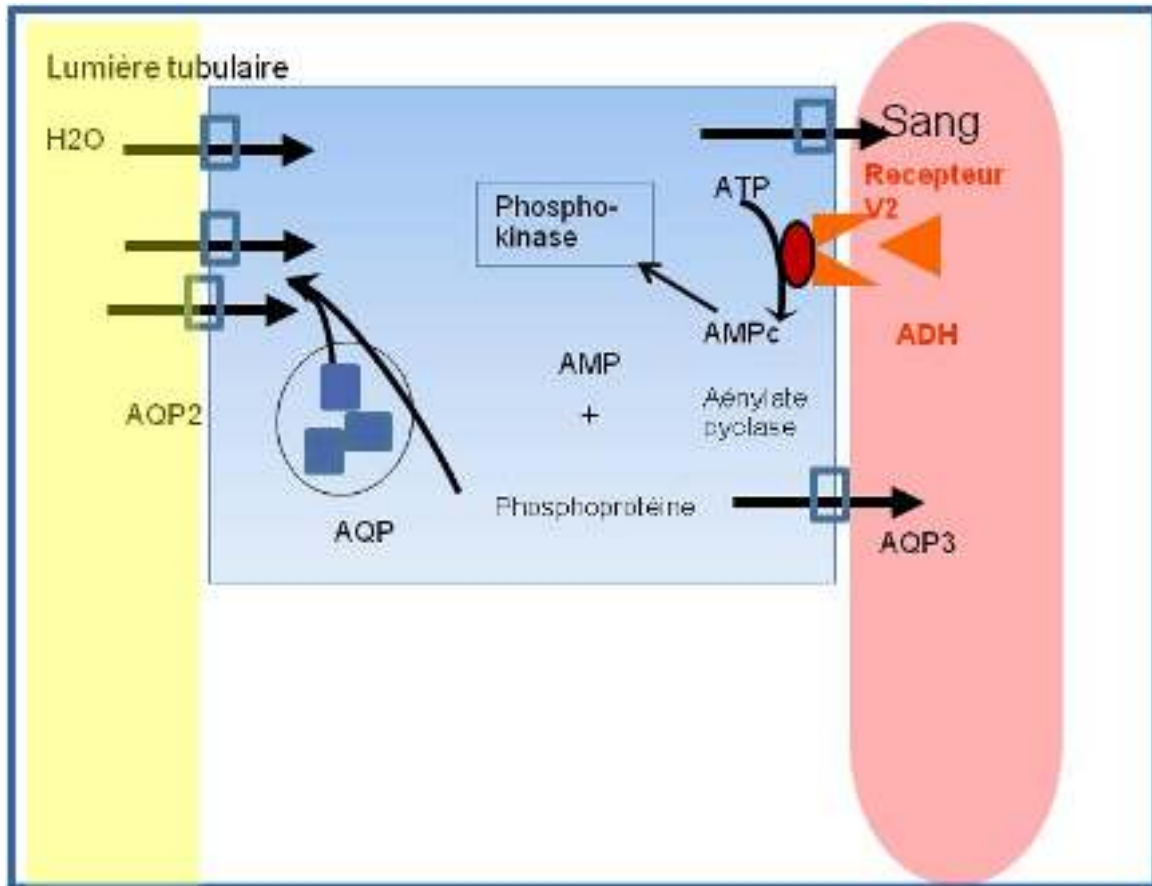 Lumière tubulaire
H2O
Sang
Recepteur
V2
ATP
Phospho-
kinase
AMPc
ADH
AMP
+
Aénylate
cyclase
AQP2
Phosphoprotéine
AQP
AQP3